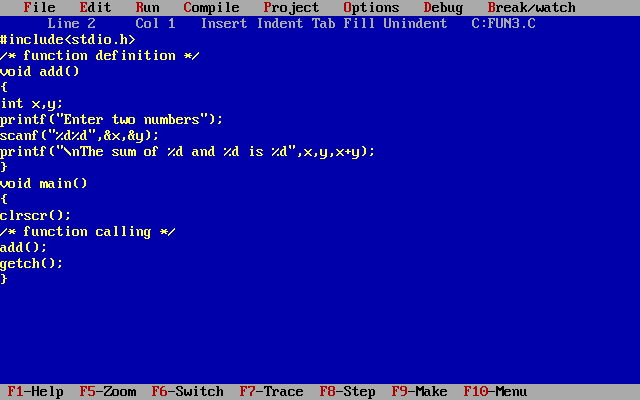 File Edit Run Compile Project Options Debug Break/watch
Line 2 Col 1 Insert Indent Tab Fill Unindent C:FUN3.C
#include<stdio.h>
/* function definition */
void add()
{
int x,y;
printf("Enter two numbers");
scanf("%d%d",&x,&y);
printf("\nThe sum of %d and %d is %d",x,y,x+y);
}
void main()
{
clrscr();
/* function calling */
add();
getch();
}
F1-Help F5-Zoom F6-Switch F7-Trace F8-Step F9-Make F10-Menu